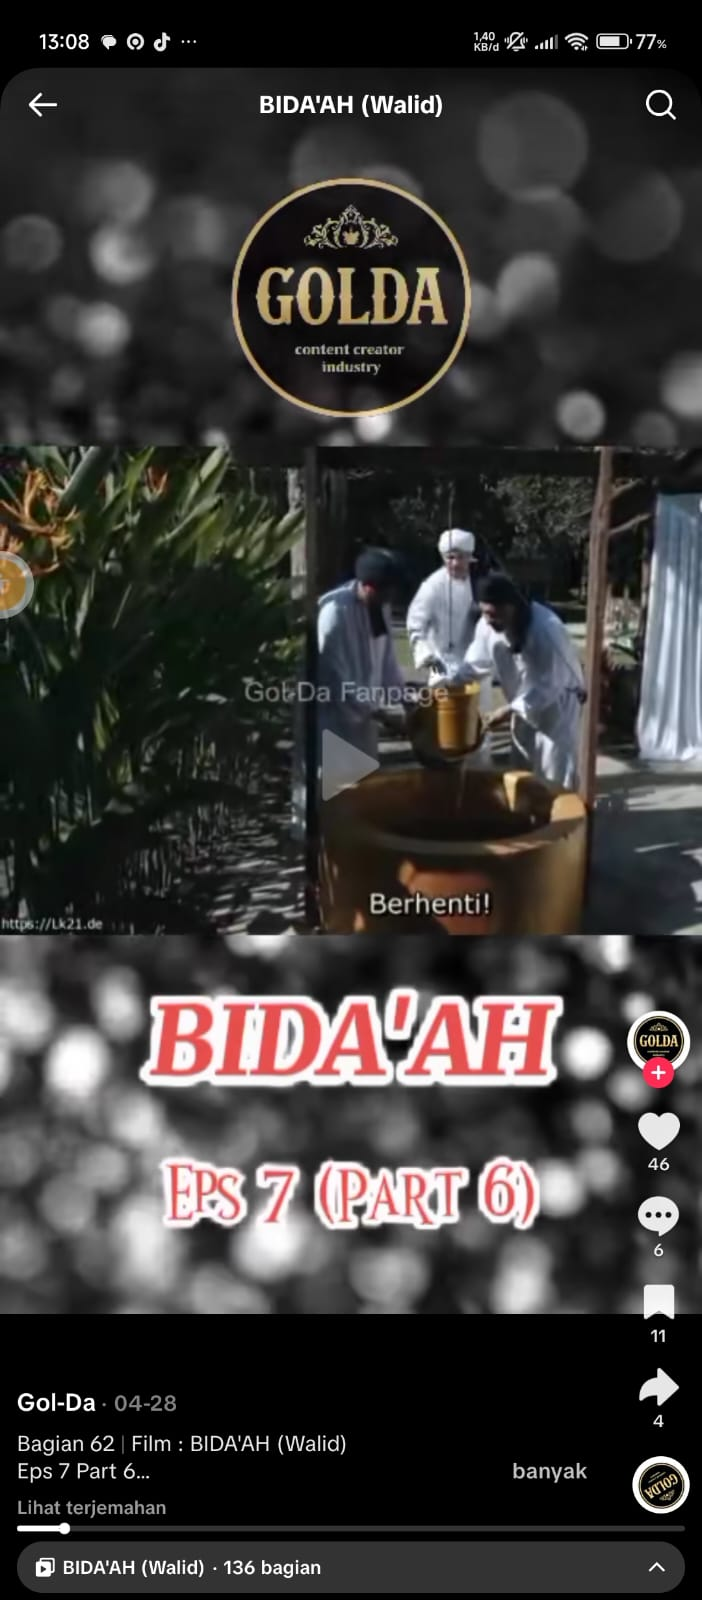 13:08
1,40
KB/d
77%
BIDA'AH (Walid)
GOLDA
content creator
industry
Gol-Da Fanpage
Berhenti!
https://Lk21.de
BIDA'AH
EPS 7 (PART 6)
GOLDA
46
6
11
4
Gol-Da · 04-28
Bagian 62 | Film : BIDA'AH (Walid)
Eps 7 Part 6... banyak
GOLDA
Lihat terjemahan
BIDA'AH (Walid) · 136 bagian